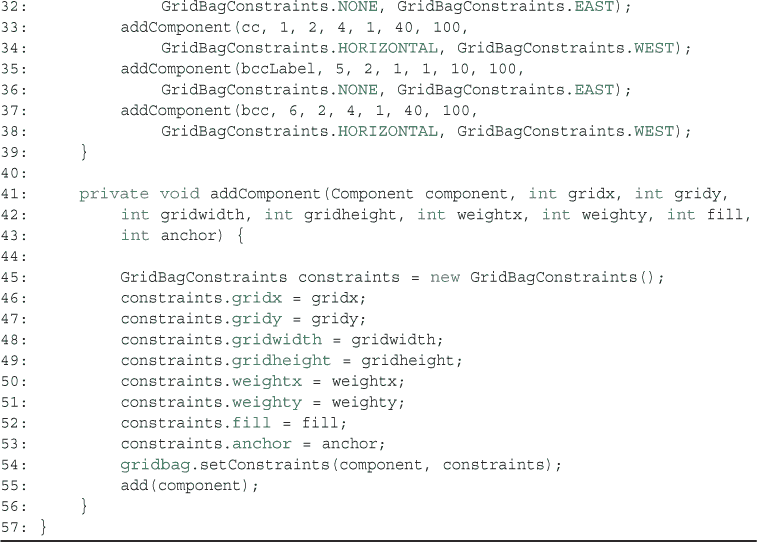 32:             GridBagConstraints.NONE, GridBagConstraints.EAST);
33:         addComponent(cc, 1, 2, 4, 1, 40, 100,
34:             GridBagConstraints.HORIZONTAL, GridBagConstraints.WEST);
35:         addComponent(bccLabel, 5, 2, 1, 1, 10, 100,
36:             GridBagConstraints.NONE, GridBagConstraints.EAST);
37:         addComponent(bcc, 6, 2, 4, 1, 40, 100,
38:             GridBagConstraints.HORIZONTAL, GridBagConstraints.WEST);
39:     }
40:
41:     private void addComponent(Component component, int gridx, int gridy,
42:         int gridwidth, int gridheight, int weightx, int weighty, int fill,
43:         int anchor) {
44:
45:         GridBagConstraints constraints = new GridBagConstraints();
46:         constraints.gridx = gridx;
47:         constraints.gridy = gridy;
48:         constraints.gridwidth = gridwidth;
49:         constraints.gridheight = gridheight;
50:         constraints.weightx = weightx;
51:         constraints.weighty = weighty;
52:         constraints.fill = fill;
53:         constraints.anchor = anchor;
54:         gridbag.setConstraints(component, constraints);
55:         add(component);
56:     }
57: }